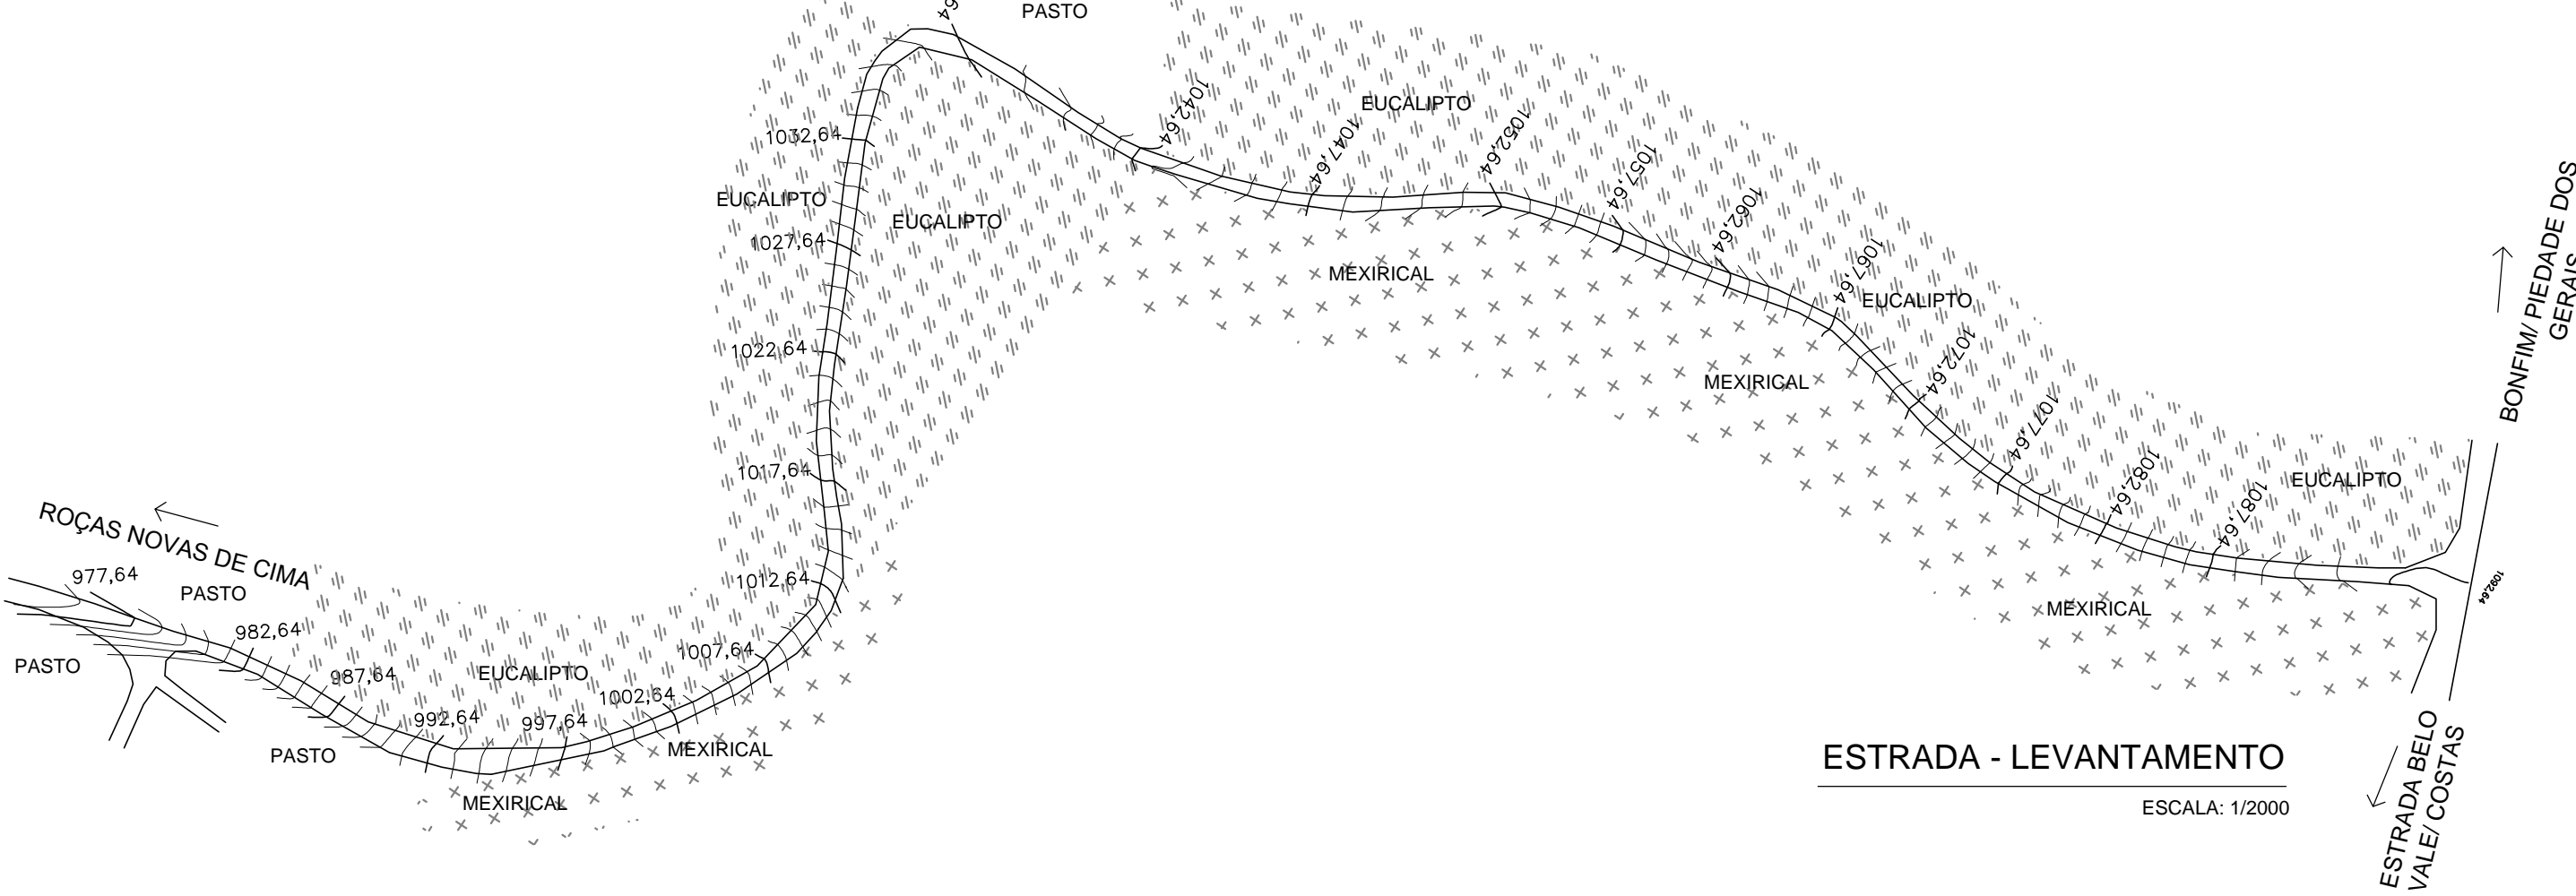 PASTO
1042,64
EUCALIPTO
1047,64
1052,64
1032,64
1057,64
EUCALIPTO
EUCALIPTO
1062,64
1027,64
MEXIRICAL
1067,64
EUCALIPTO
BONFIM/ PIEDADE DOS
GERAIS
1022,64
1072,64
MEXIRICAL
1077,64
1017,64
1082,64
EUCALIPTO
1087,64
ROÇAS NOVAS DE CIMA
977,64
PASTO
1012,64
1092,64
MEXIRICAL
982,64
PASTO
1007,64
987,64
EUCALIPTO
1002,64
992,64
997,64
PASTO
MEXIRICAL
MEXIRICAL
ESTRADA - LEVANTAMENTO
ESCALA: 1/2000
ESTRADA BELO
VALE/ COSTAS